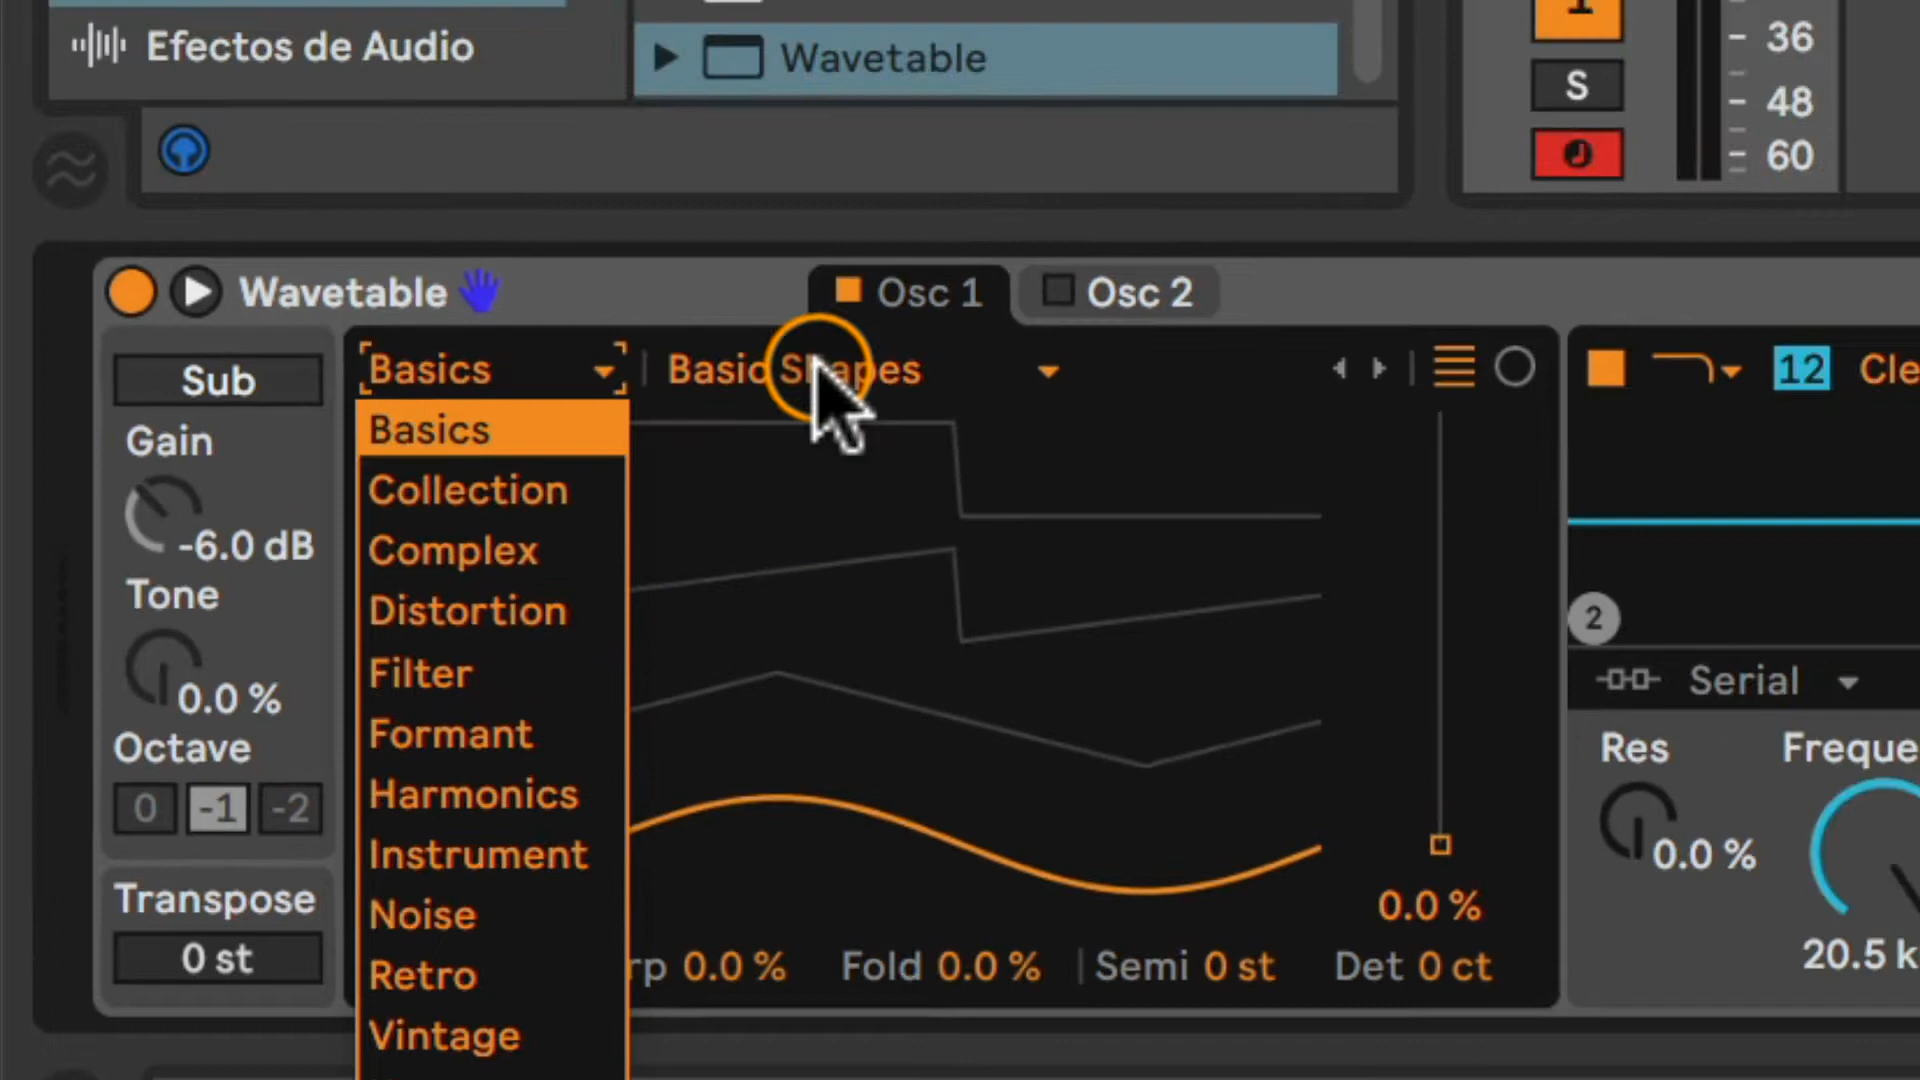 Efectos de Audio
Wavetable
S
36
48
60
Wavetable
Osc 1
Osc 2
Sub
Gain
-6.0 dB
Tone
0.0 %
Octave
0 -1 -2
Transpose
0 st
Basics
Basic Shapes
Basics
Collection
Complex
Distortion
Filter
Formant
Harmonics
Instrument
Noise
Retro
Vintage
0.0 %
0.0 %
Fold 0.0 %
Semi 0 st
Det 0 ct
12
2
Serial
Res
0.0 %
20.5 k